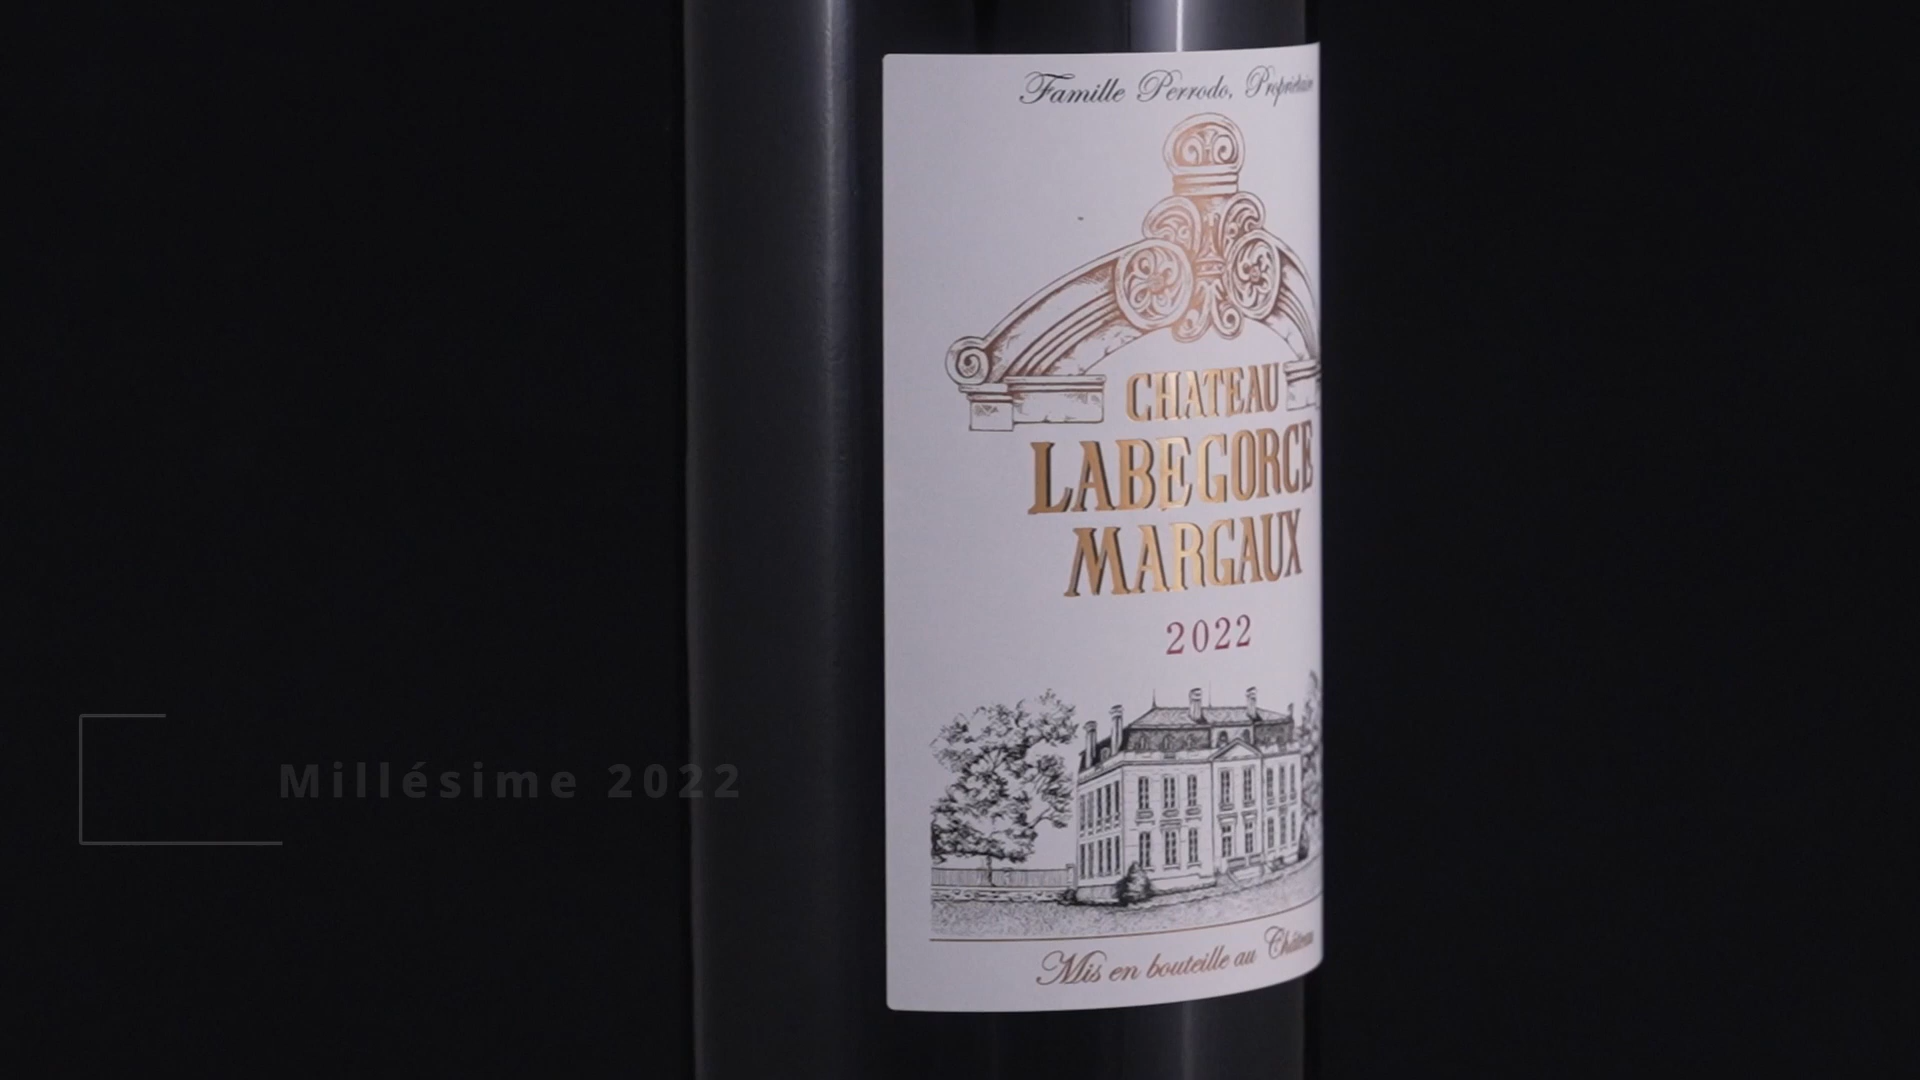 Famille Perrodo, Propriétaire
CHATEAU
LABEGORCE
MARGAUX
2022
Mis en bouteille au Château
Millésime 2022